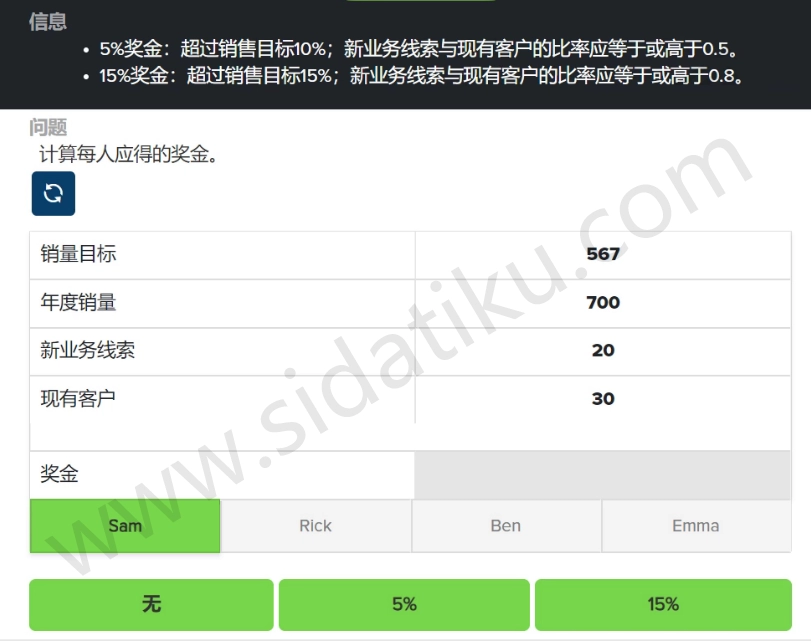 信息
• 5%奖金：超过销售目标10%；新业务线索与现有客户的比率应等于或高于0.5。
• 15%奖金：超过销售目标15%；新业务线索与现有客户的比率应等于或高于0.8。
问题
计算每人应得的奖金。
销量目标 567
年度销量 700
新业务线索 20
现有客户 30
奖金
Sam Rick Ben Emma
无 5% 15%
www.sidatiku.com